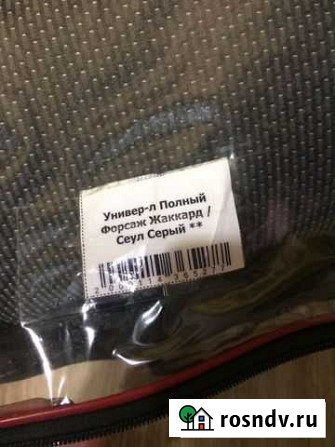 Универ-л Полный
Форсаж Жаккард /
Сеул Серый **
rosndv.ru